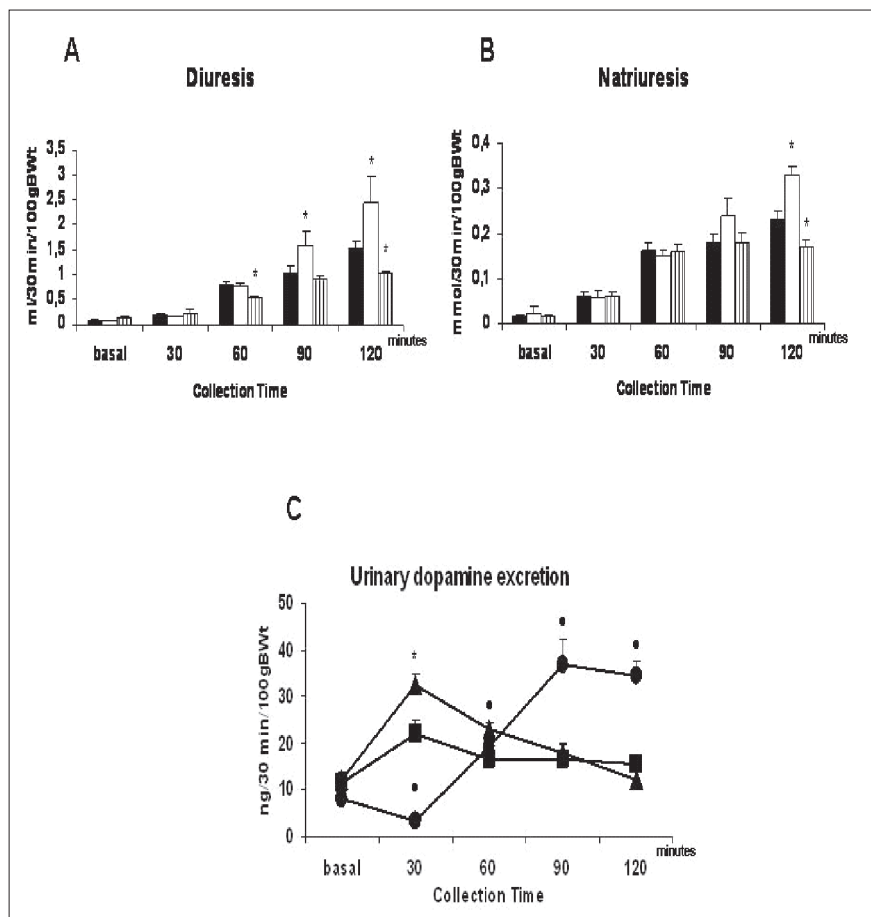 A
Diuresis
ml/30min/100gBWt
3,5
3
2,5
2
1,5
1
0,5
0
* * * *
basal 30 60 90 120 minutes
Collection Time
B
Natriuresis
mmol/30min/100gBWt
0,4
0,3
0,2
0,1
0
* *
basal 30 60 90 120 minutes
Collection Time
C
Urinary dopamine excretion
ng/30 min/100gBWt
50
40
30
20
10
0
*
basal 30 60 90 120 minutes
Collection Time